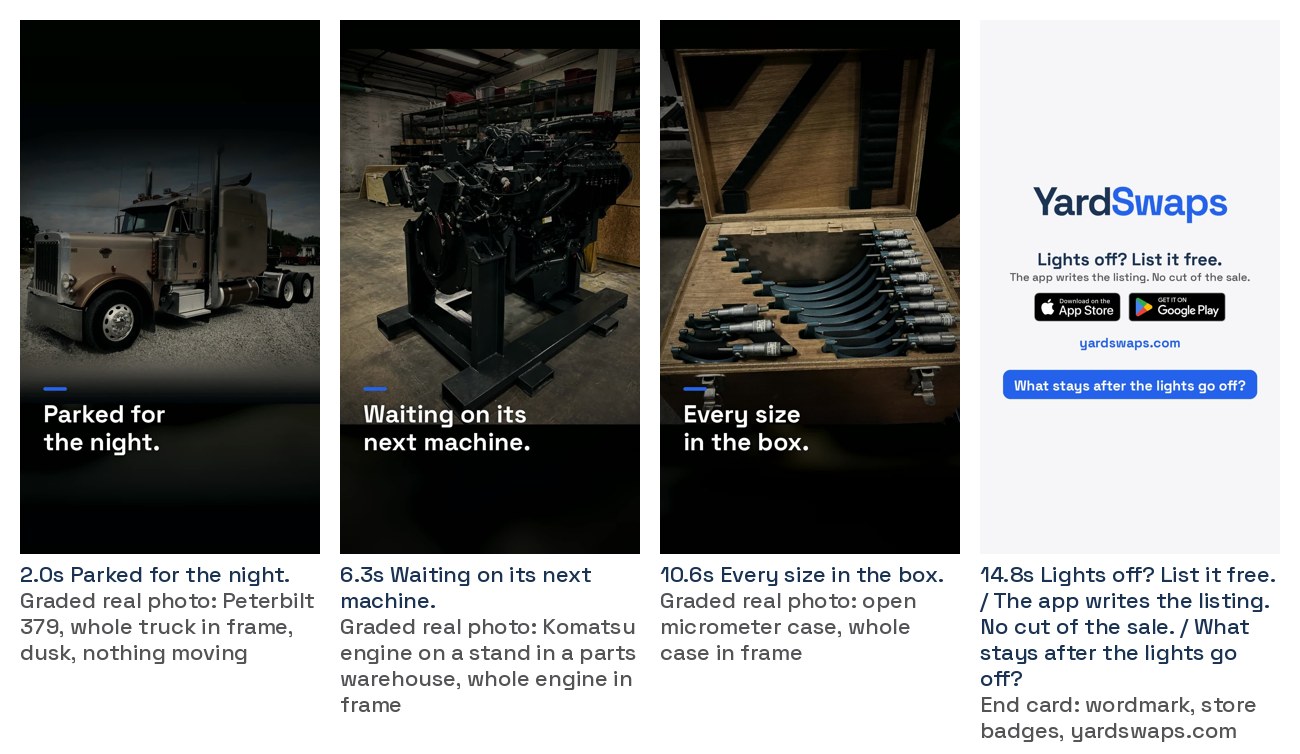 Parked for
the night.
Waiting on its
next machine.
Every size
in the box.
YardSwaps
Lights off? List it free.
The app writes the listing. No cut of the sale.
Download on the
App Store
GET IT ON
Google Play
yardswaps.com
What stays after the lights go off?
2.0s Parked for the night.
Graded real photo: Peterbilt
379, whole truck in frame,
dusk, nothing moving
6.3s Waiting on its next
machine.
Graded real photo: Komatsu
engine on a stand in a parts
warehouse, whole engine in
frame
10.6s Every size in the box.
Graded real photo: open
micrometer case, whole
case in frame
14.8s Lights off? List it free.
/ The app writes the listing.
No cut of the sale. / What
stays after the lights go
off?
End card: wordmark, store
badges, yardswaps.com